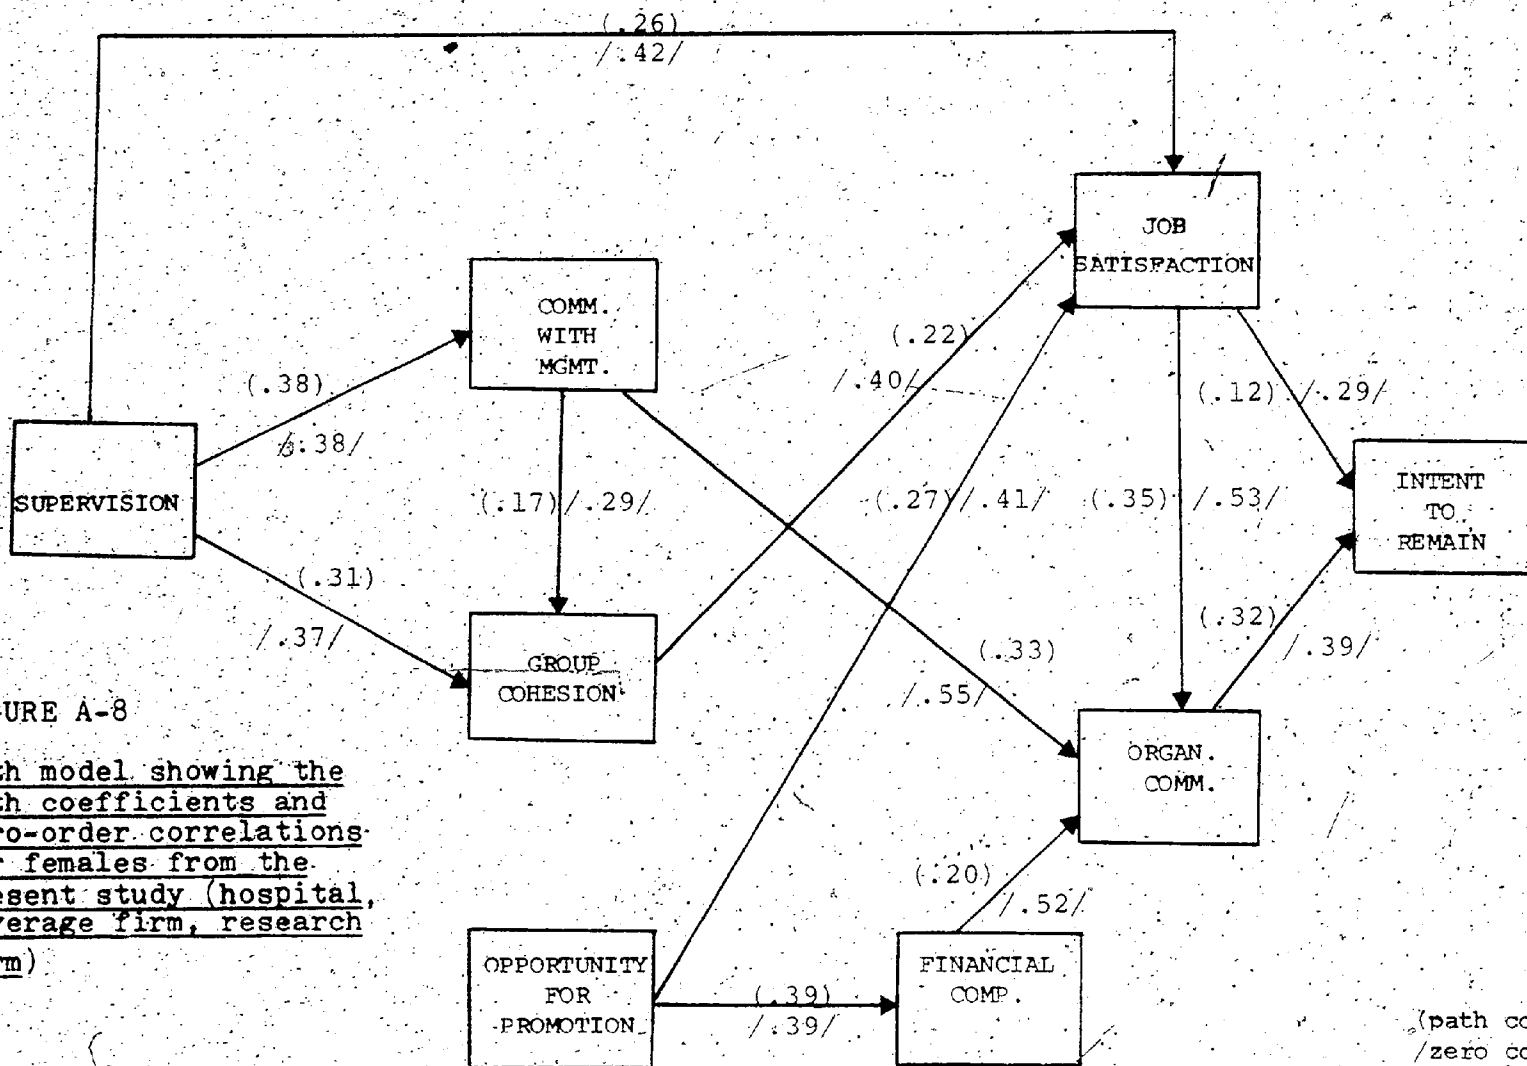 (.26)
/.42/
JOB
SATISFACTION
COMM.
WITH
MGMT.
(.22)
/.40/
(.38)
/.38/
(.12) /.29/
SUPERVISION
(.17)/.29/
(.27)/.41/
(.35) /.53/
INTENT
TO
REMAIN
(.31)
/.37/
(.32)
/.39/
GROUP
COHESION
(.33)
/.55/
URE A-8
th model showing the
th coefficients and
ro-order correlations
r females from the
esent study (hospital,
verage firm, research
rm)
ORGAN.
COMM.
(.20)
/.52/
OPPORTUNITY
FOR
PROMOTION
(.39)
/.39/
FINANCIAL
COMP.
(path co
/zero co